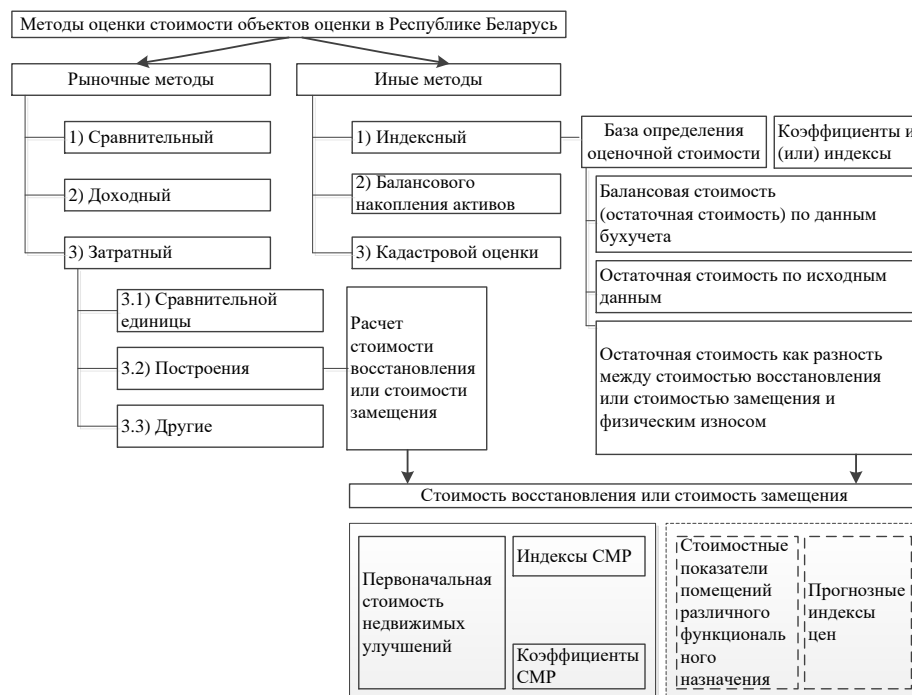 Методы оценки стоимости объектов оценки в Республике Беларусь
Рыночные методы
Иные методы
1) Сравнительный
2) Доходный
3) Затратный
3.1) Сравнительной
единицы
3.2) Построения
3.3) Другие
1) Индексный
2) Балансового
накопления активов
3) Кадастровой оценки
Расчет
стоимости
восстановления
или стоимости
замещения
База определения
оценочной стоимости
Коэффициенты и
(или) индексы
Балансовая стоимость
(остаточная стоимость) по данным
бухучета
Остаточная стоимость по исходным
данным
Остаточная стоимость как разность
между стоимостью восстановления
или стоимостью замещения и
физическим износом
Стоимость восстановления или стоимость замещения
Первоначальная
стоимость
недвижимых
улучшений
Индексы СМР
Коэффициенты
СМР
Стоимостные
показатели
помещений
различного
функциональ
ного
назначения
Прогнозные
индексы
цен